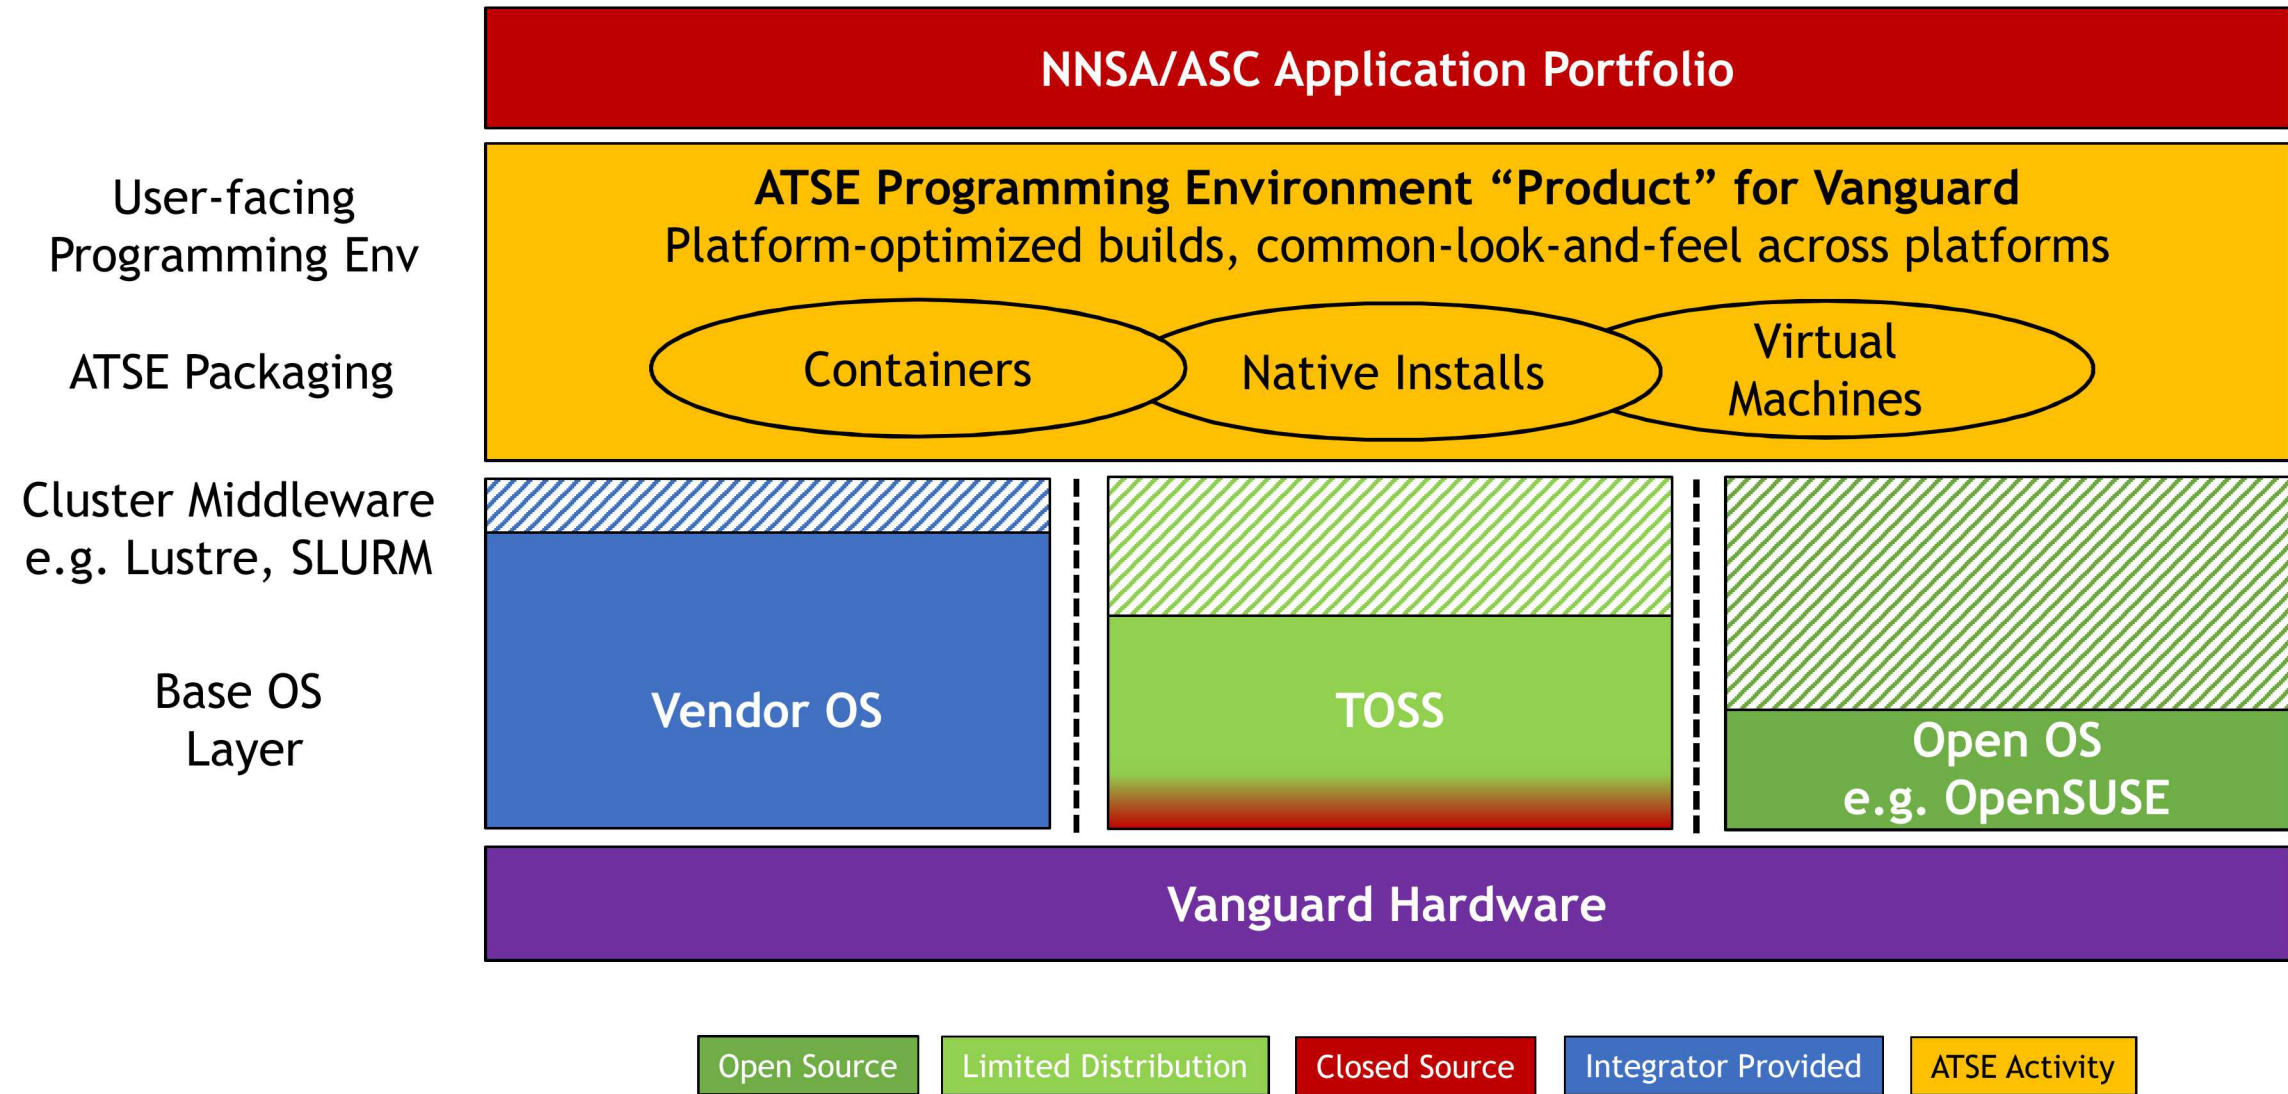 NNSA/ASC Application Portfolio
User-facing
Programming Env
ATSE Programming Environment “Product” for Vanguard
Platform-optimized builds, common-look-and-feel across platforms
ATSE Packaging
Containers
Native Installs
Virtual
Machines
Cluster Middleware
e.g. Lustre, SLURM
Base OS
Layer
Vendor OS
TOSS
Open OS
e.g. OpenSUSE
Vanguard Hardware
Open Source
Limited Distribution
Closed Source
Integrator Provided
ATSE Activity